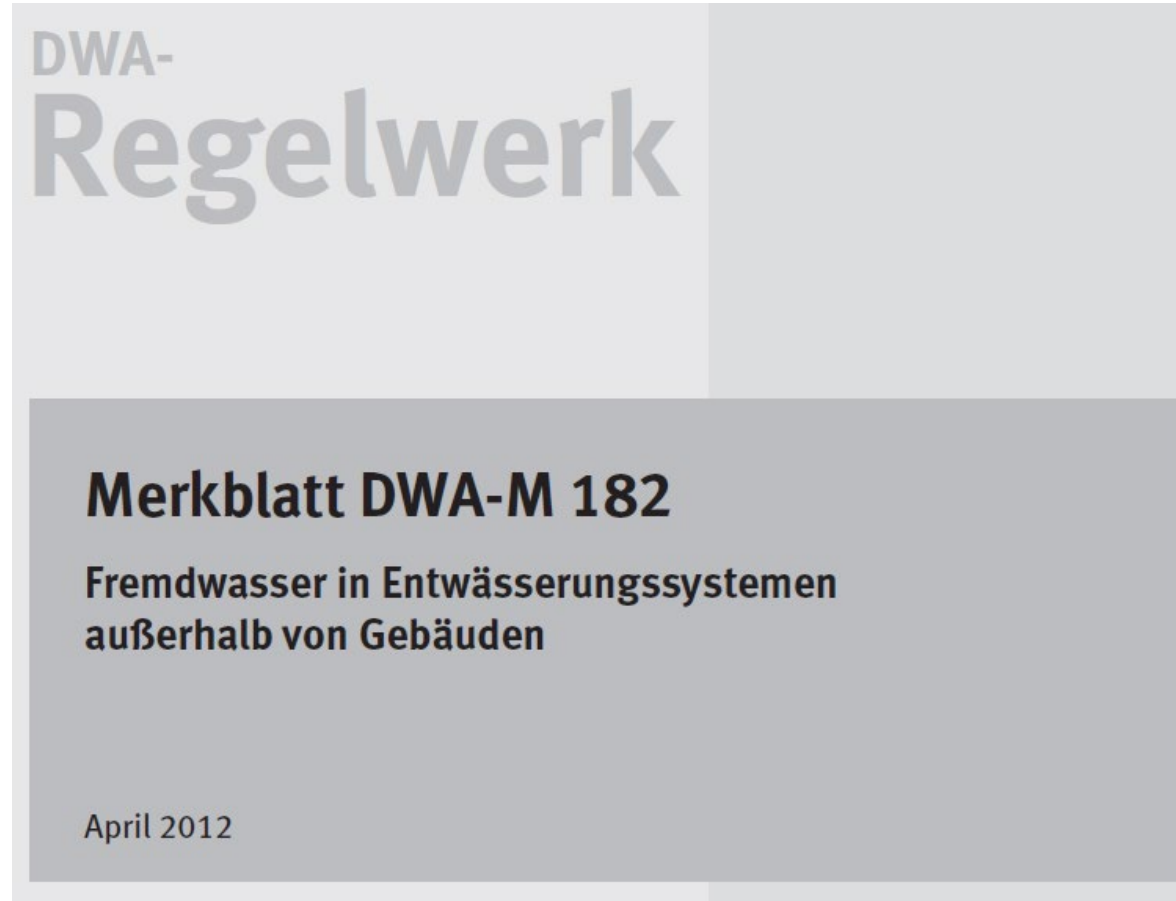 DWA-
Regelwerk
Merkblatt DWA-M 182
Fremdwasser in Entwässerungssystemen
außerhalb von Gebäuden
April 2012